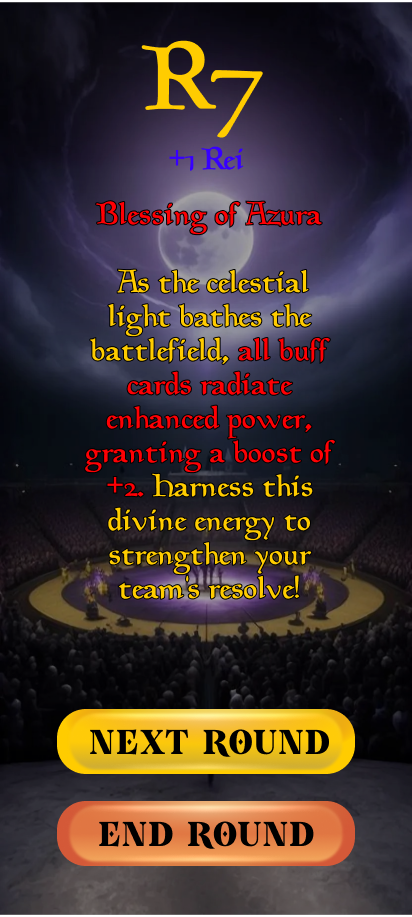 R7
+1 Rei
Blessing of Azura
As the celestial
light bathes the
battlefield, all buff
cards radiate
enhanced power,
granting a boost of
+2. Harness this
divine energy to
strengthen your
team's resolve!
NEXT ROUND
END ROUND